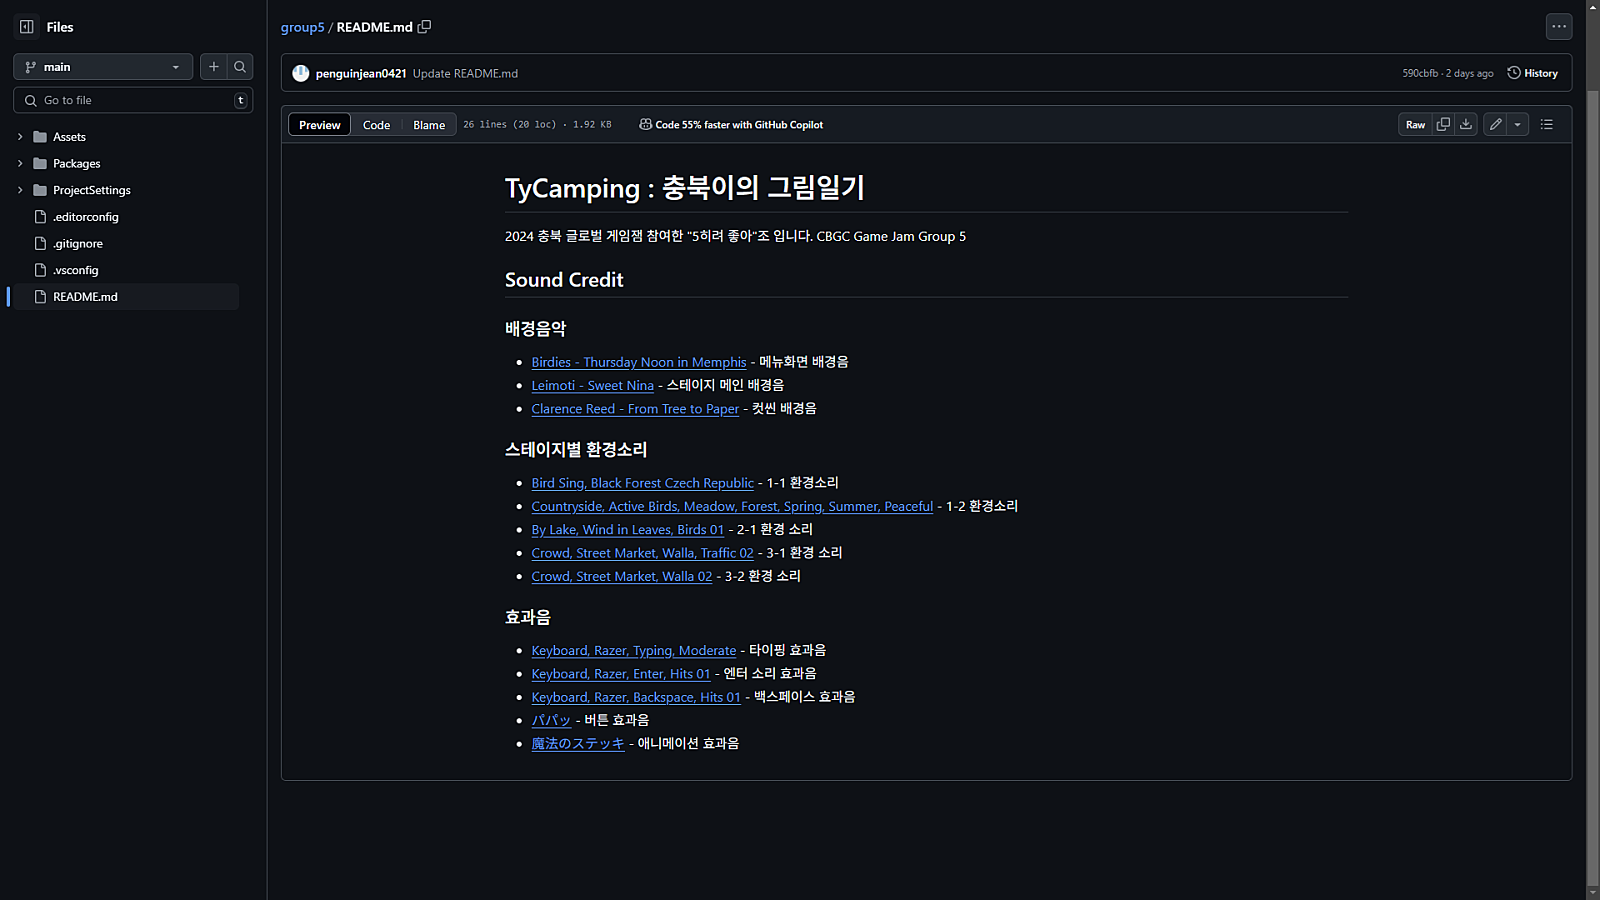 Files
group5 / README.md
main
penguinjean0421 Update README.md
590cbfb · 2 days ago
History
Go to file
t
Preview
Code
Blame
26 lines (20 loc) · 1.92 KB
Code 55% faster with GitHub Copilot
Raw
Assets
Packages
ProjectSettings
.editorconfig
.gitignore
.vsconfig
README.md
TyCamping : 충북이의 그림일기
2024 충북 글로벌 게임잼 참여한 "5히려 좋아"조 입니다. CBGC Game Jam Group 5
Sound Credit
배경음악
Birdies - Thursday Noon in Memphis - 메뉴화면 배경음
Leimoti - Sweet Nina - 스테이지 메인 배경음
Clarence Reed - From Tree to Paper - 컷씬 배경음
스테이지별 환경소리
Bird Sing, Black Forest Czech Republic - 1-1 환경소리
Countryside, Active Birds, Meadow, Forest, Spring, Summer, Peaceful - 1-2 환경소리
By Lake, Wind in Leaves, Birds 01 - 2-1 환경 소리
Crowd, Street Market, Walla, Traffic 02 - 3-1 환경 소리
Crowd, Street Market, Walla 02 - 3-2 환경 소리
효과음
Keyboard, Razer, Typing, Moderate - 타이핑 효과음
Keyboard, Razer, Enter, Hits 01 - 엔터 소리 효과음
Keyboard, Razer, Backspace, Hits 01 - 백스페이스 효과음
パパッ - 버튼 효과음
魔法のステッキ - 애니메이션 효과음